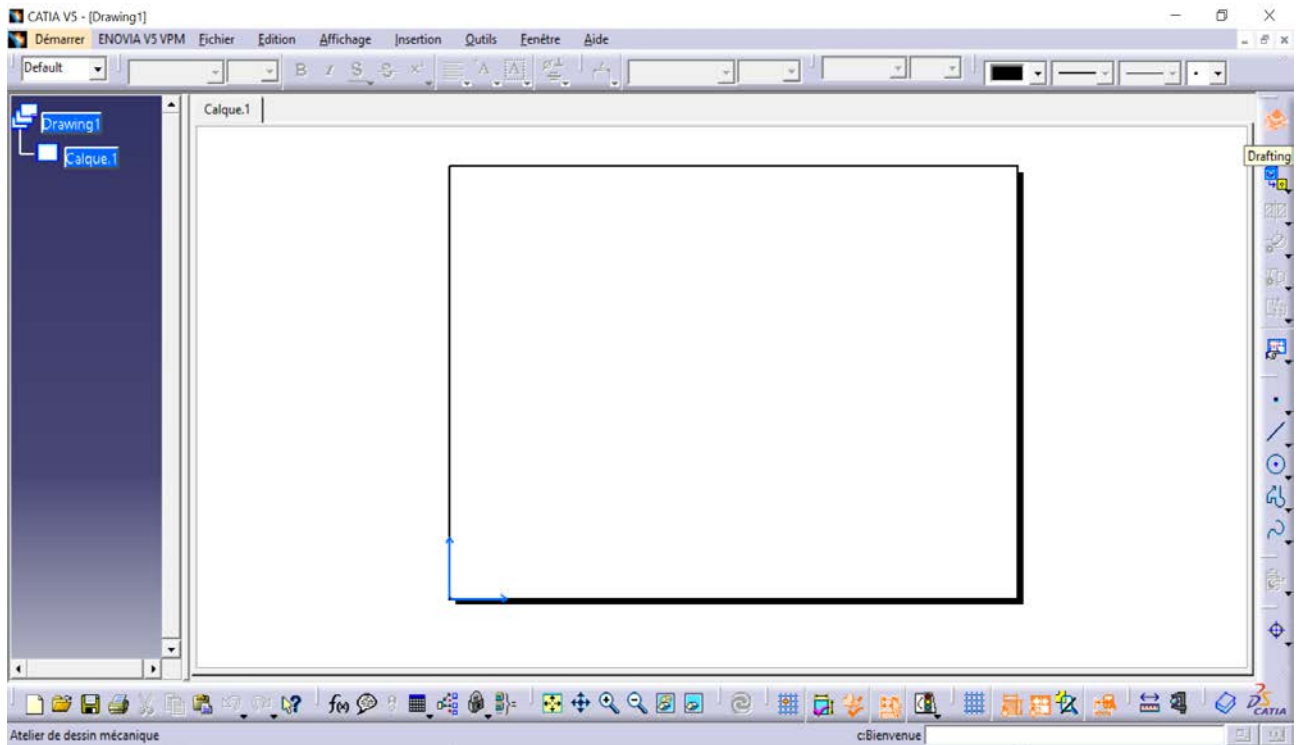 CATIA V5 - [Drawing1]
Démarrer ENOVIA V5 VPM Fichier Edition Affichage Insertion Outils Fenêtre Aide
Default
B I S S
Drawing1
Calque.1
Calque.1
Drafting
f(x)
CATIA
Atelier de dessin mécanique
c:Bienvenue